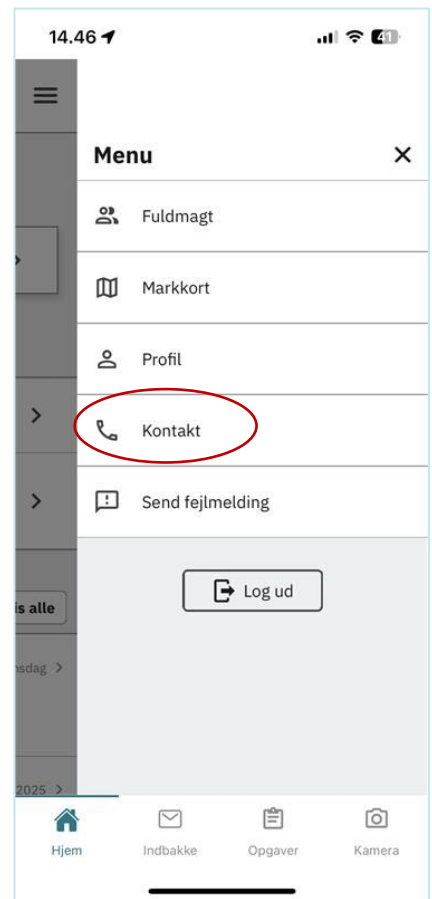 14.46
41
Menu
Fuldmagt
Markkort
Profil
Kontakt
Send fejlmelding
Log ud
is alle
nsdag
2025
Hjem
Indbakke
Opgaver
Kamera